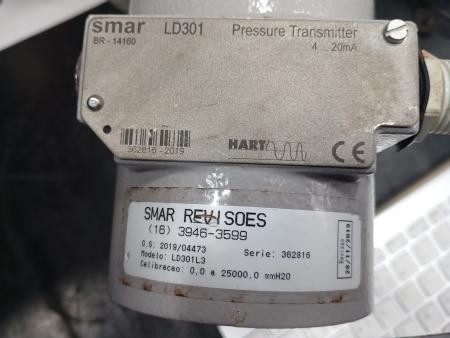 smar LD301 Pressure Transmitter
BR - 14160 4 20mA
362816 - 2019 HART CE
SMAR REVISOES
(16) 3946-3599
O.S: 2019/04473 Serie: 362816
Modelo: LD301L3
Calibracao: 0,0 a 25000,0 mmH2O